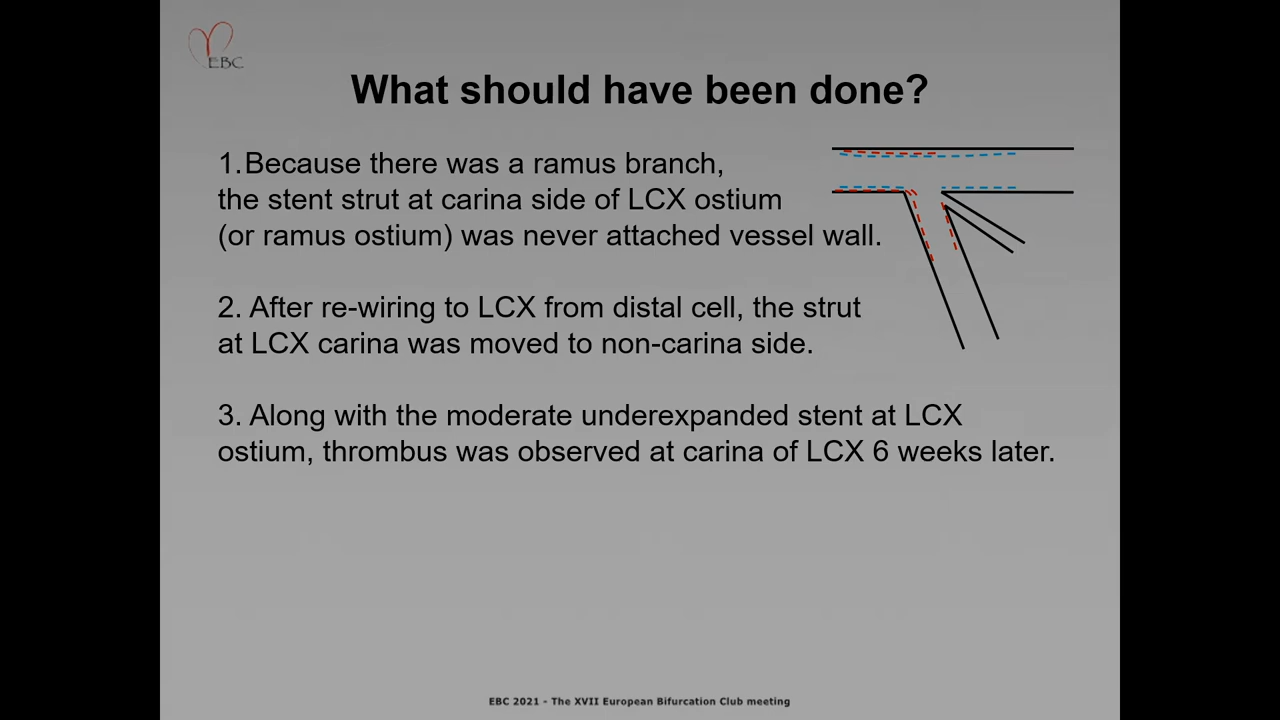 EBC
What should have been done?
1. Because there was a ramus branch,
the stent strut at carina side of LCX ostium
(or ramus ostium) was never attached vessel wall.
2. After re-wiring to LCX from distal cell, the strut
at LCX carina was moved to non-carina side.
3. Along with the moderate underexpanded stent at LCX
ostium, thrombus was observed at carina of LCX 6 weeks later.
EBC 2021 - The XVII European Bifurcation Club meeting